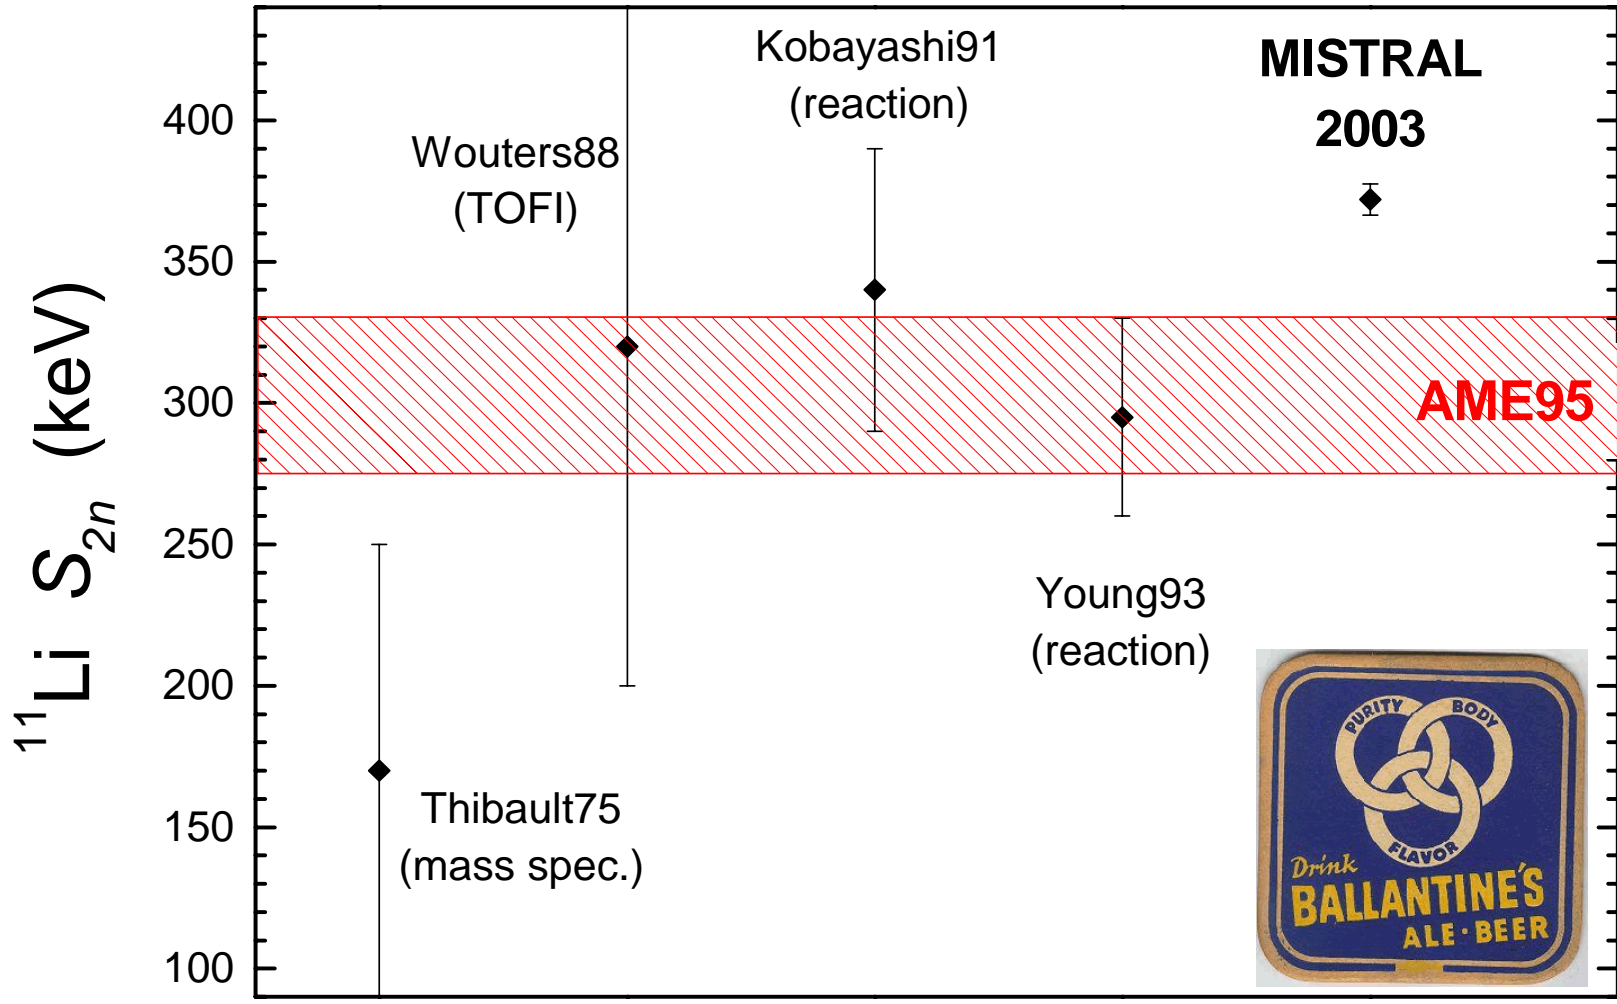 ¹¹Li S₂ₙ (keV)
400
350
300
250
200
150
100
Wouters88
(TOFI)
Kobayashi91
(reaction)
MISTRAL
2003
AME95
Young93
(reaction)
Thibault75
(mass spec.)
PURITY BODY
FLAVOR
Drink
BALLANTINE'S
ALE · BEER